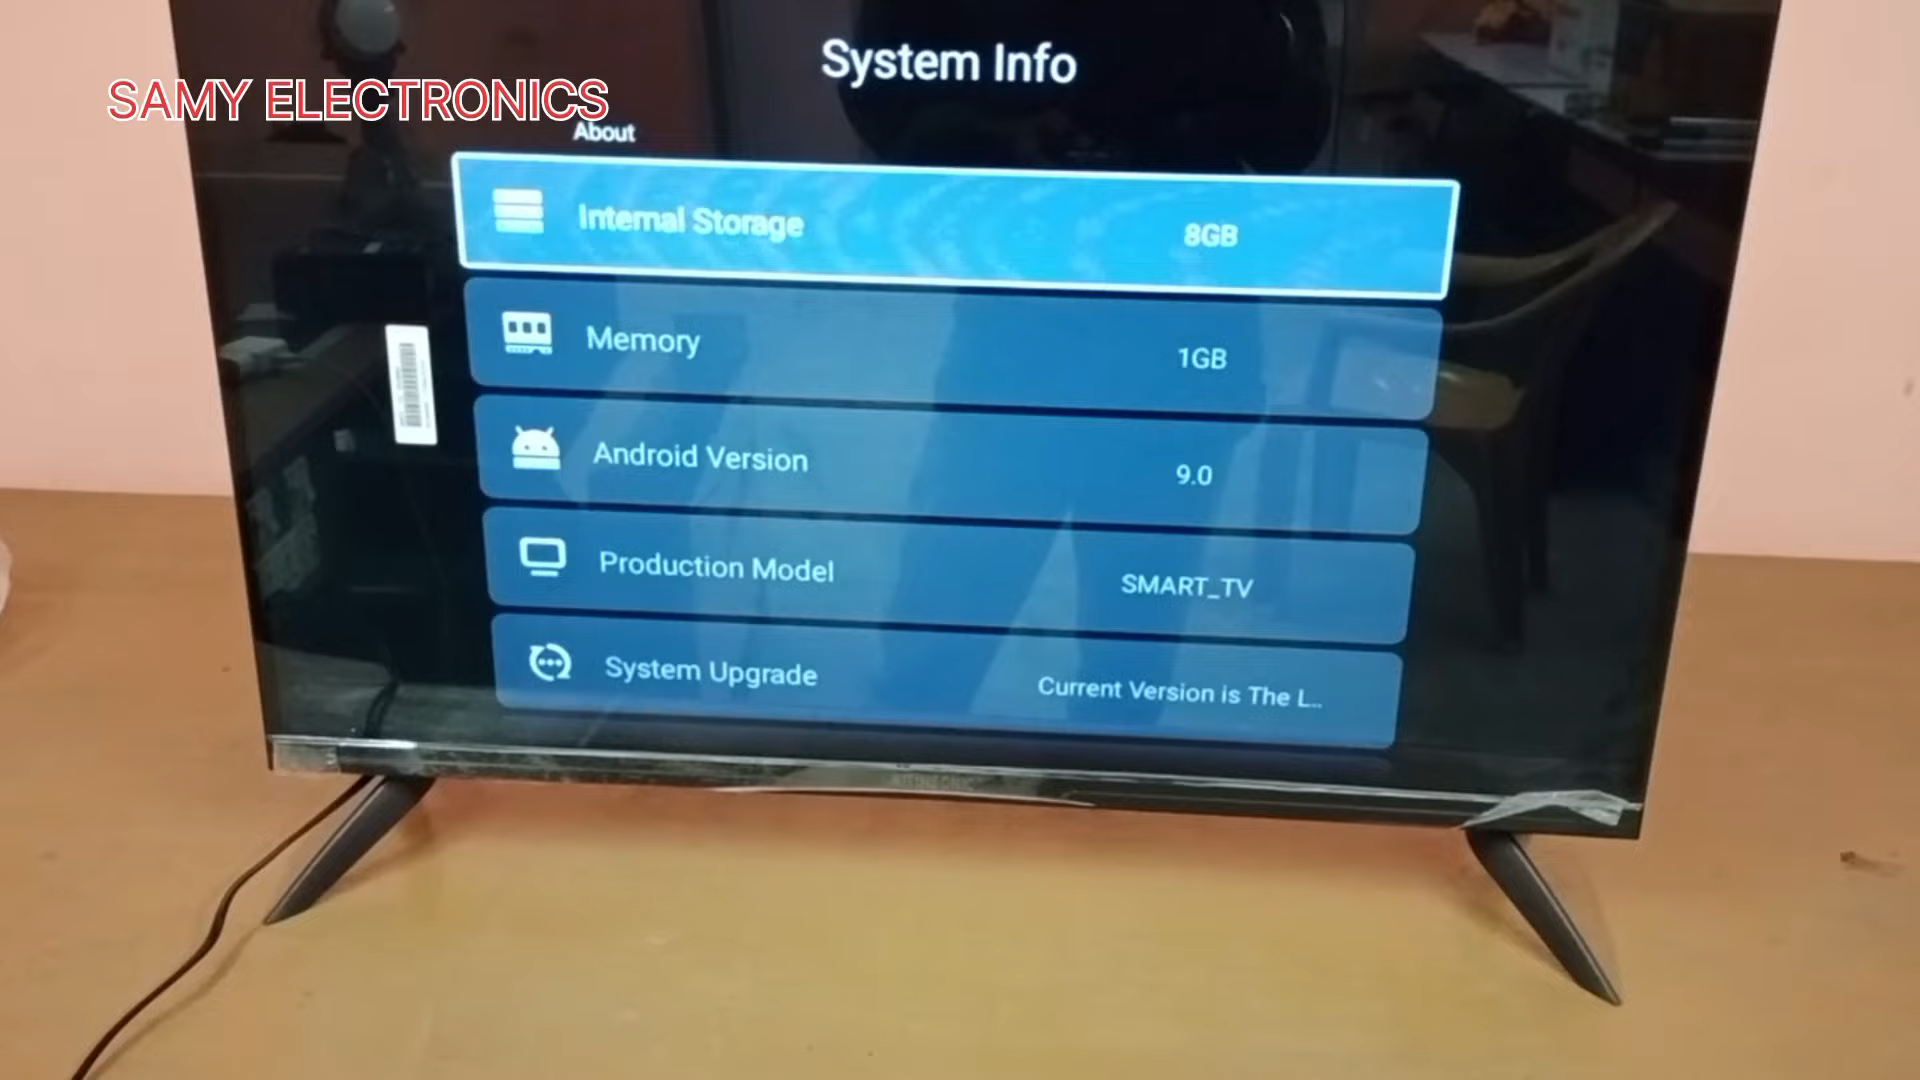 System Info
SAMY ELECTRONICS
About
Internal Storage 8GB
Memory 1GB
Android Version 9.0
Production Model SMART_TV
System Upgrade Current Version is The L..